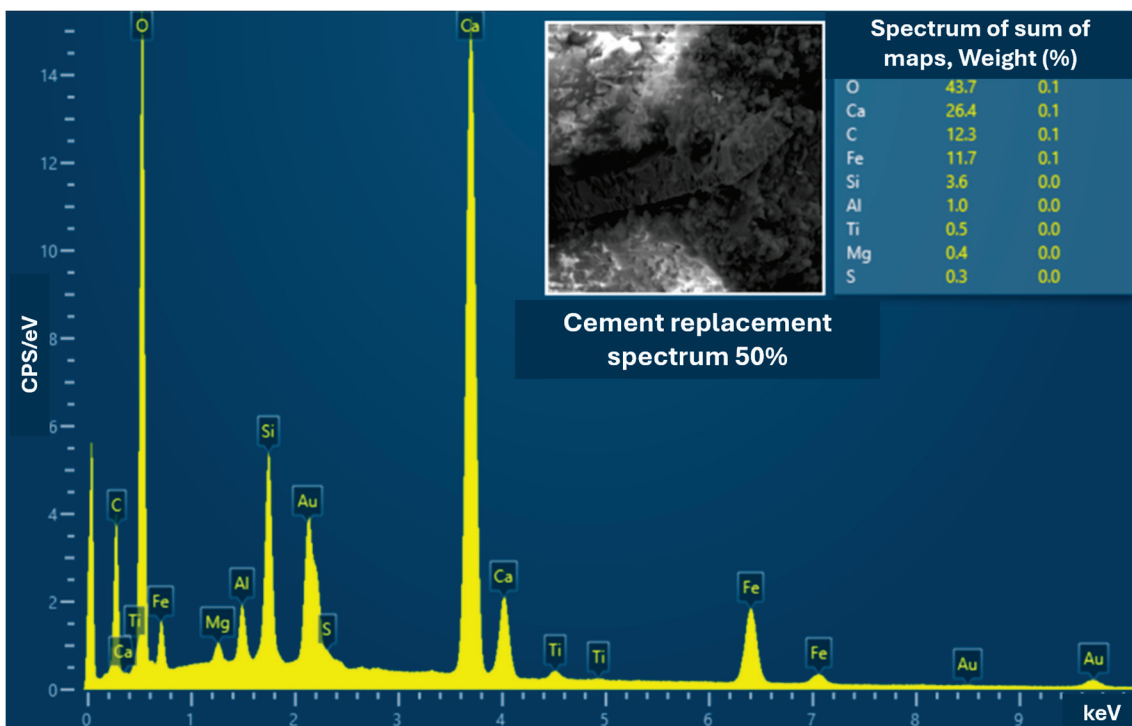 Spectrum of sum of
maps, Weight (%)
O 43.7 0.1
Ca 26.4 0.1
C 12.3 0.1
Fe 11.7 0.1
Si 3.6 0.0
Al 1.0 0.0
Ti 0.5 0.0
Mg 0.4 0.0
S 0.3 0.0
Cement replacement
spectrum 50%
CPS/eV
14
12
10
8
6
4
2
0
O
Ca
Si
C
Au
Ca
Ti
Fe
Ca
Mg
Al
S
Ti
Ti
Fe
Fe
Au
Au
0 1 2 3 4 5 6 7 8 9
keV